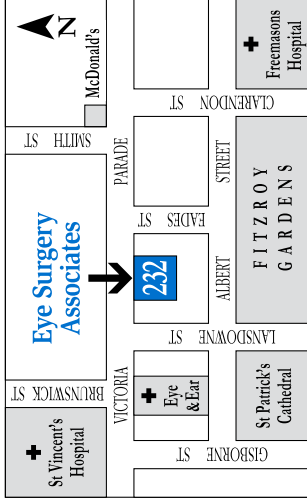 N
McDonald's
Freemasons
Hospital
CLARENDON ST
SMITH ST
PARADE
STREET
EADES ST
FITZROY
GARDENS
Eye Surgery
Associates
232
ALBERT
LANSDOWNE ST
BRUNSWICK ST
VICTORIA
Eye
& Ear
St Patrick's
Cathedral
St Vincent's
Hospital
GISBORNE ST